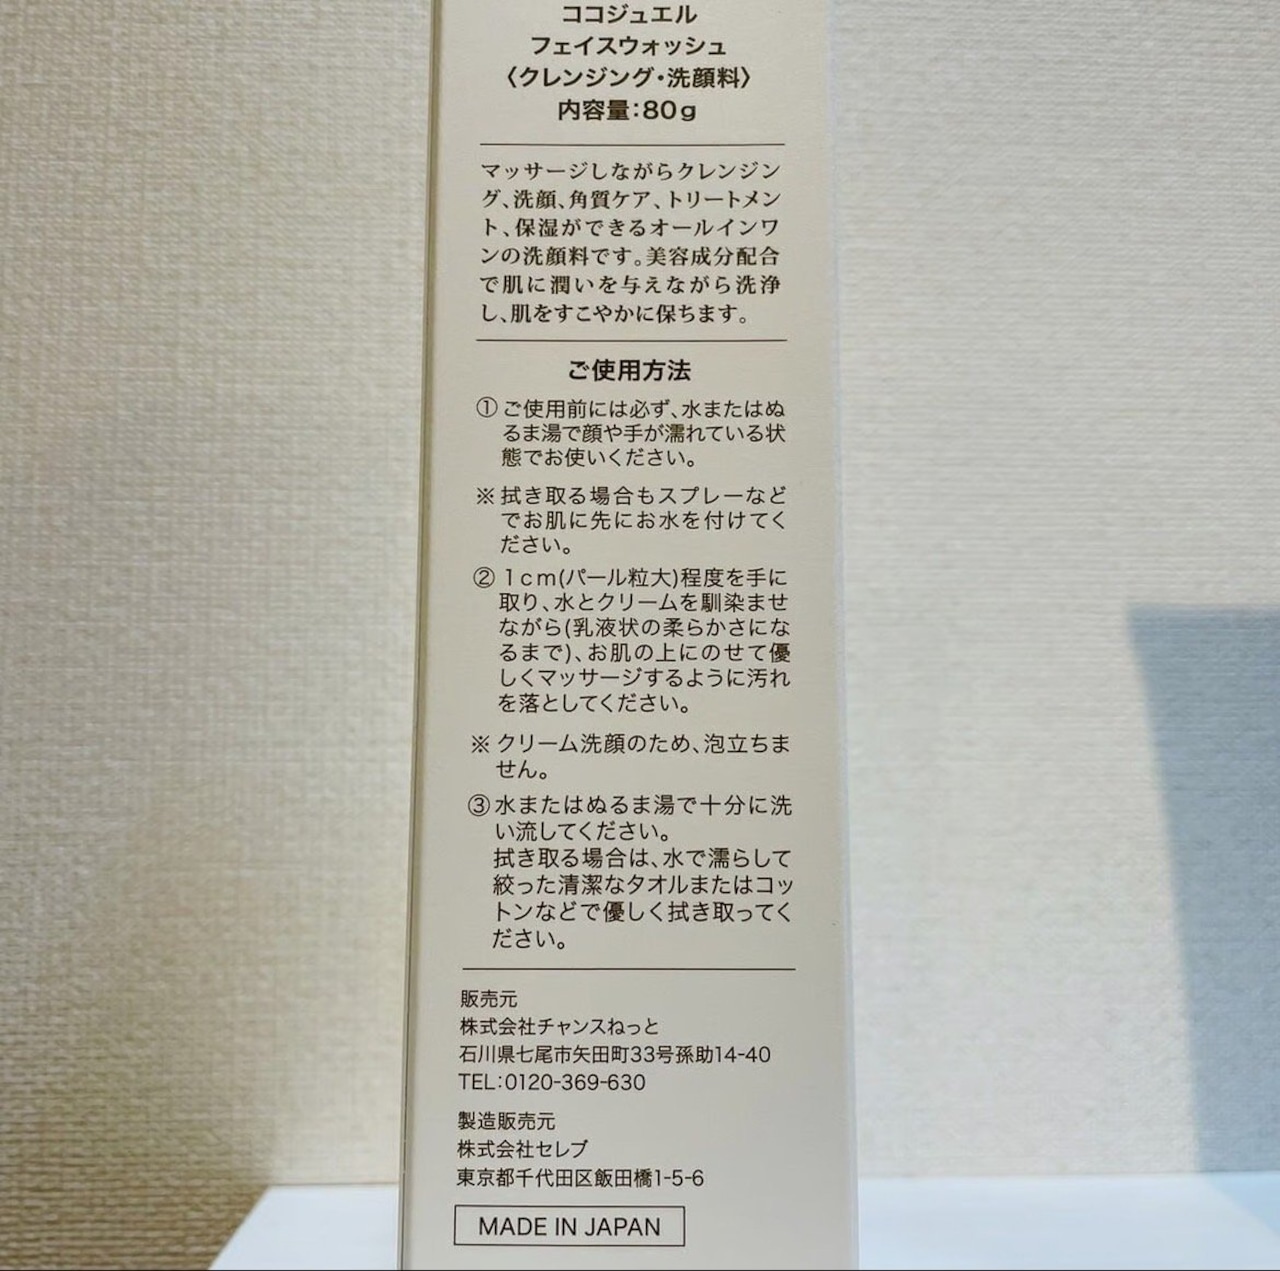 ココジュエル
フェイスウォッシュ
〈クレンジング・洗顔料〉
内容量：80g
マッサージしながらクレンジン
グ、洗顔、角質ケア、トリートメン
ト、保湿ができるオールインワ
ンの洗顔料です。美容成分配合
で肌に潤いを与えながら洗浄
し、肌をすこやかに保ちます。
ご使用方法
① ご使用前には必ず、水またはぬ
るま湯で顔や手が濡れている状
態でお使いください。
※ 拭き取る場合もスプレーなど
でお肌に先にお水を付けてく
ださい。
② 1cm(パール粒大)程度を手に
取り、水とクリームを馴染ませ
ながら(乳液状の柔らかさにな
るまで)、お肌の上にのせて優
しくマッサージするように汚れ
を落としてください。
※ クリーム洗顔のため、泡立ちま
せん。
③ 水またはぬるま湯で十分に洗
い流してください。
拭き取る場合は、水で濡らして
絞った清潔なタオルまたはコッ
トンなどで優しく拭き取ってく
ださい。
販売元
株式会社チャンスねっと
石川県七尾市矢田町33号孫助14-40
TEL：0120-369-630
製造販売元
株式会社セレブ
東京都千代田区飯田橋1-5-6
MADE IN JAPAN